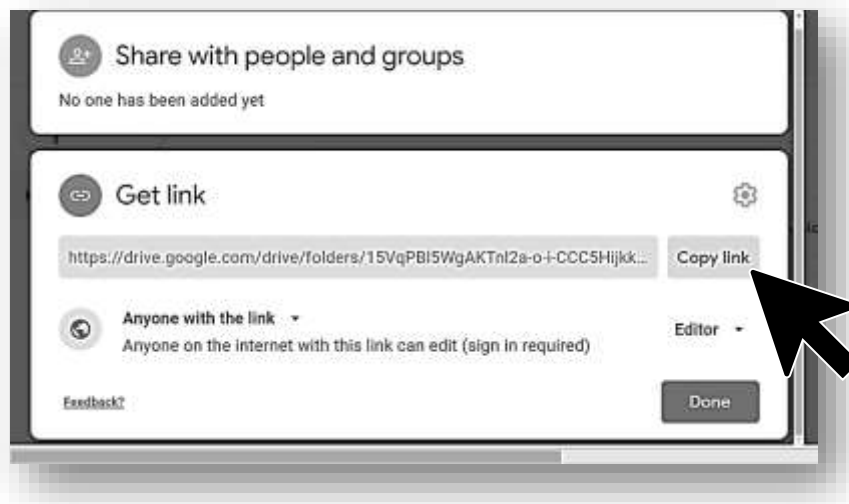 Share with people and groups
No one has been added yet
Get link
https://drive.google.com/drive/folders/15VqPBI5WgAKTnI2a-o-i-CCC5Hijkk...
Copy link
Anyone with the link
Anyone on the internet with this link can edit (sign in required)
Editor
Feedback?
Done